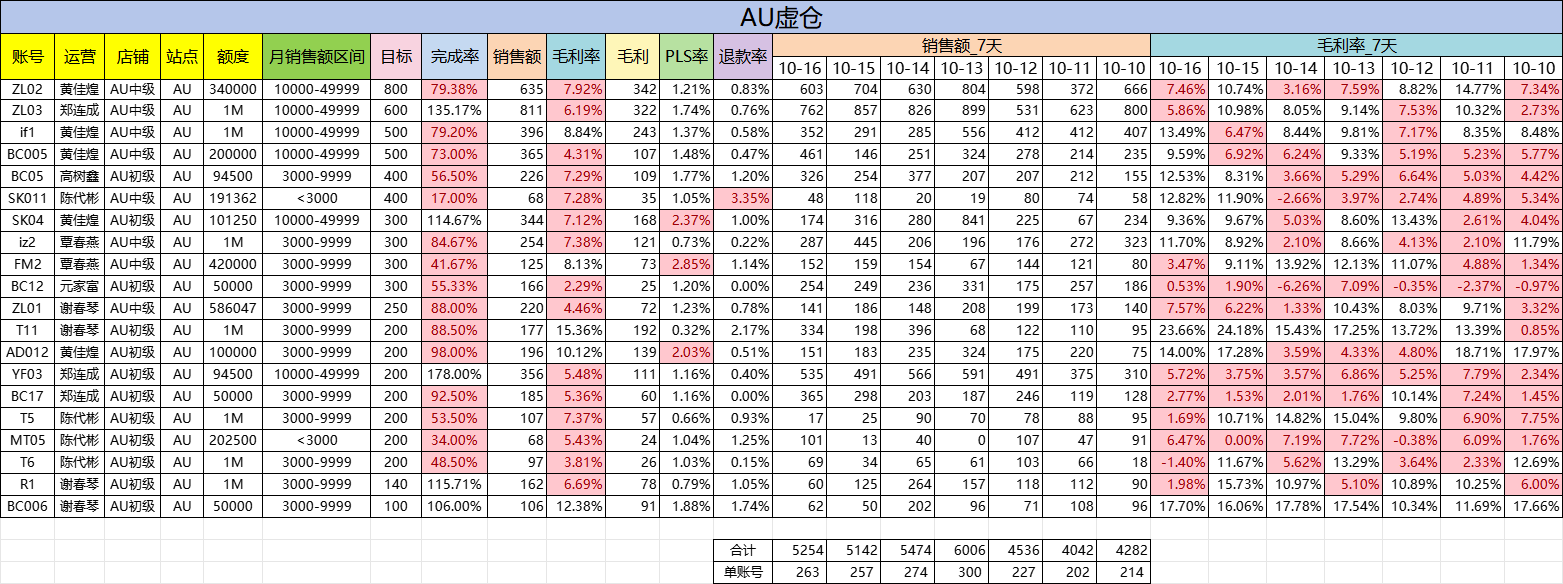 AU虚仓
账号 运营 店铺 站点 额度 月销售额区间 目标 完成率 销售额 毛利率 毛利 PLS率 退款率 销售额_7天 毛利率_7天
10-16 10-15 10-14 10-13 10-12 10-11 10-10 10-16 10-15 10-14 10-13 10-12 10-11 10-10
ZL02 黄佳煌 AU中级 AU 340000 10000-49999 800 79.38% 635 7.92% 342 1.21% 0.83% 603 704 630 804 598 372 666 7.46% 10.74% 3.16% 7.59% 8.82% 14.77% 7.34%
ZL03 郑连成 AU中级 AU 1M 10000-49999 600 135.17% 811 6.19% 322 1.74% 0.76% 762 857 826 899 531 623 800 5.86% 10.98% 8.05% 9.14% 7.53% 10.32% 2.73%
if1 黄佳煌 AU中级 AU 1M 10000-49999 500 79.20% 396 8.84% 243 1.37% 0.58% 352 291 285 556 412 412 407 13.49% 6.47% 8.44% 9.81% 7.17% 8.35% 8.48%
BC005 黄佳煌 AU中级 AU 200000 10000-49999 500 73.00% 365 4.31% 107 1.48% 0.47% 461 146 251 324 278 214 235 9.59% 6.92% 6.24% 9.33% 5.19% 5.23% 5.77%
BC05 高树鑫 AU初级 AU 94500 3000-9999 400 56.50% 226 7.29% 109 1.77% 1.20% 326 254 377 207 207 212 155 12.53% 8.31% 3.66% 5.29% 6.64% 5.03% 4.42%
SK011 陈代彬 AU中级 AU 191362 <3000 400 17.00% 68 7.28% 35 1.05% 3.35% 48 118 20 19 80 74 58 12.82% 11.90% -2.66% 3.97% 2.74% 4.89% 5.34%
SK04 黄佳煌 AU初级 AU 101250 10000-49999 300 114.67% 344 7.12% 168 2.37% 1.00% 174 316 280 841 225 67 234 9.36% 9.67% 5.03% 8.60% 13.43% 2.61% 4.04%
iz2 覃春燕 AU中级 AU 1M 3000-9999 300 84.67% 254 7.38% 121 0.73% 0.22% 287 445 206 196 176 272 323 11.70% 8.92% 2.10% 8.66% 4.13% 2.10% 11.79%
FM2 覃春燕 AU中级 AU 420000 3000-9999 300 41.67% 125 8.13% 73 2.85% 1.14% 152 159 154 67 144 121 80 3.47% 9.11% 13.92% 12.13% 11.07% 4.88% 1.34%
BC12 元家富 AU初级 AU 50000 3000-9999 300 55.33% 166 2.29% 25 1.20% 0.00% 254 249 236 331 175 257 186 0.53% 1.90% -6.26% 7.09% -0.35% -2.37% -0.97%
ZL01 谢春琴 AU中级 AU 586047 3000-9999 250 88.00% 220 4.46% 64 1.23% 0.78% 141 186 148 208 199 173 140 7.57% 6.22% 1.33% 10.43% 8.03% 9.71% 3.32%
T11 谢春琴 AU初级 AU 1M 3000-9999 200 88.50% 177 15.36% 192 0.32% 2.17% 334 198 396 68 122 110 95 23.66% 24.18% 15.43% 17.25% 13.72% 13.39% 0.85%
AD012 黄佳煌 AU初级 AU 100000 3000-9999 200 98.00% 196 10.12% 139 2.03% 0.51% 151 183 235 324 175 220 75 14.00% 17.28% 3.59% 4.33% 4.80% 18.71% 17.97%
YF03 郑连成 AU初级 AU 94500 10000-49999 200 178.00% 356 5.48% 111 1.16% 0.40% 535 491 566 591 491 375 310 5.72% 3.75% 3.57% 6.86% 5.25% 7.79% 2.34%
BC17 郑连成 AU初级 AU 50000 3000-9999 200 92.50% 185 5.36% 60 1.16% 0.00% 365 298 203 187 246 119 128 2.77% 1.53% 2.01% 1.76% 10.14% 7.24% 1.45%
T5 陈代彬 AU初级 AU 1M 3000-9999 200 53.50% 107 7.37% 57 0.66% 0.93% 17 25 90 70 78 88 95 1.69% 10.71% 14.82% 15.04% 9.80% 6.90% 7.75%
MT05 陈代彬 AU初级 AU 202500 <3000 200 34.00% 68 5.43% 24 1.04% 1.25% 101 13 40 0 107 47 91 6.47% 0.00% 7.19% 7.72% -0.38% 6.09% 1.76%
T6 陈代彬 AU初级 AU 1M 3000-9999 200 48.50% 97 3.81% 26 1.03% 0.15% 69 34 65 61 103 66 18 -1.40% 11.67% 5.62% 13.29% 3.64% 2.33% 12.69%
R1 谢春琴 AU初级 AU 1M 3000-9999 140 115.71% 162 6.69% 78 0.79% 1.05% 60 125 264 157 118 112 90 1.98% 15.73% 10.97% 5.10% 10.89% 10.25% 6.00%
BC006 谢春琴 AU初级 AU 50000 3000-9999 100 106.00% 106 12.38% 91 1.88% 1.74% 62 50 202 96 71 108 96 17.70% 16.06% 17.78% 17.54% 10.34% 11.69% 17.66%
合计 5254 5142 5474 6006 4536 4042 4282
单账号 263 257 274 300 227 202 214